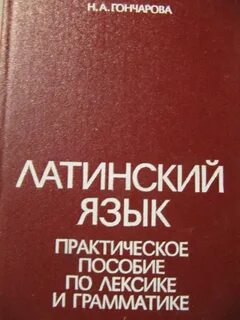 Н. А. ГОНЧАРОВА
ЛАТИНСКИЙ
ЯЗЫК
ПРАКТИЧЕСКОЕ
ПОСОБИЕ
ПО ЛЕКСИКЕ
И ГРАММАТИКЕ